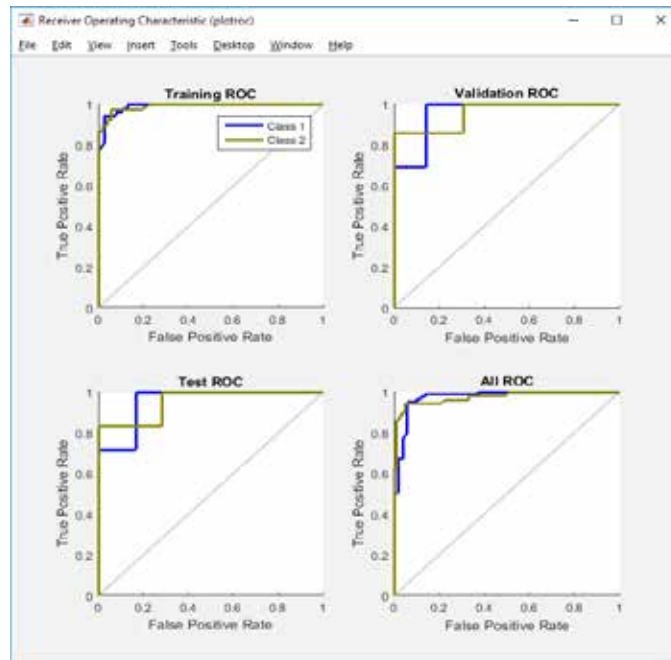 Receiver Operating Characteristic (plotroc)
File Edit View Insert Tools Desktop Window Help
Training ROC
1
0.8
0.6
0.4
0.2
0
True Positive Rate
Class 1
Class 2
0 0.2 0.4 0.6 0.8 1
False Positive Rate
Validation ROC
1
0.8
0.6
0.4
0.2
0
True Positive Rate
0 0.2 0.4 0.6 0.8 1
False Positive Rate
Test ROC
1
0.8
0.6
0.4
0.2
0
True Positive Rate
0 0.2 0.4 0.6 0.8 1
False Positive Rate
All ROC
1
0.8
0.6
0.4
0.2
0
True Positive Rate
0 0.2 0.4 0.6 0.8 1
False Positive Rate